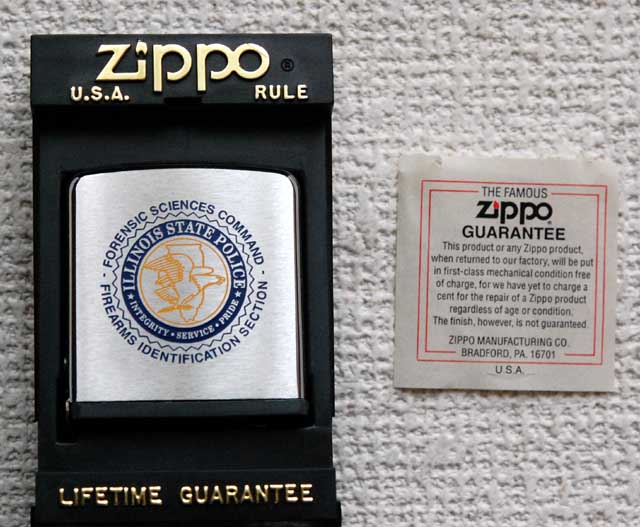 Zippo®
U.S.A. RULE
- FORENSIC SCIENCES COMMAND -
ILLINOIS STATE POLICE
★ INTEGRITY • SERVICE • PRIDE ★
FIREARMS IDENTIFICATION SECTION
LIFETIME GUARANTEE
THE FAMOUS
Zippo
GUARANTEE
This product or any Zippo product,
when returned to our factory, will be put
in first-class mechanical condition free
of charge, for we have yet to charge a
cent for the repair of a Zippo product
regardless of age or condition.
The finish, however, is not guaranteed.
ZIPPO MANUFACTURING CO.
BRADFORD, PA. 16701
U.S.A.